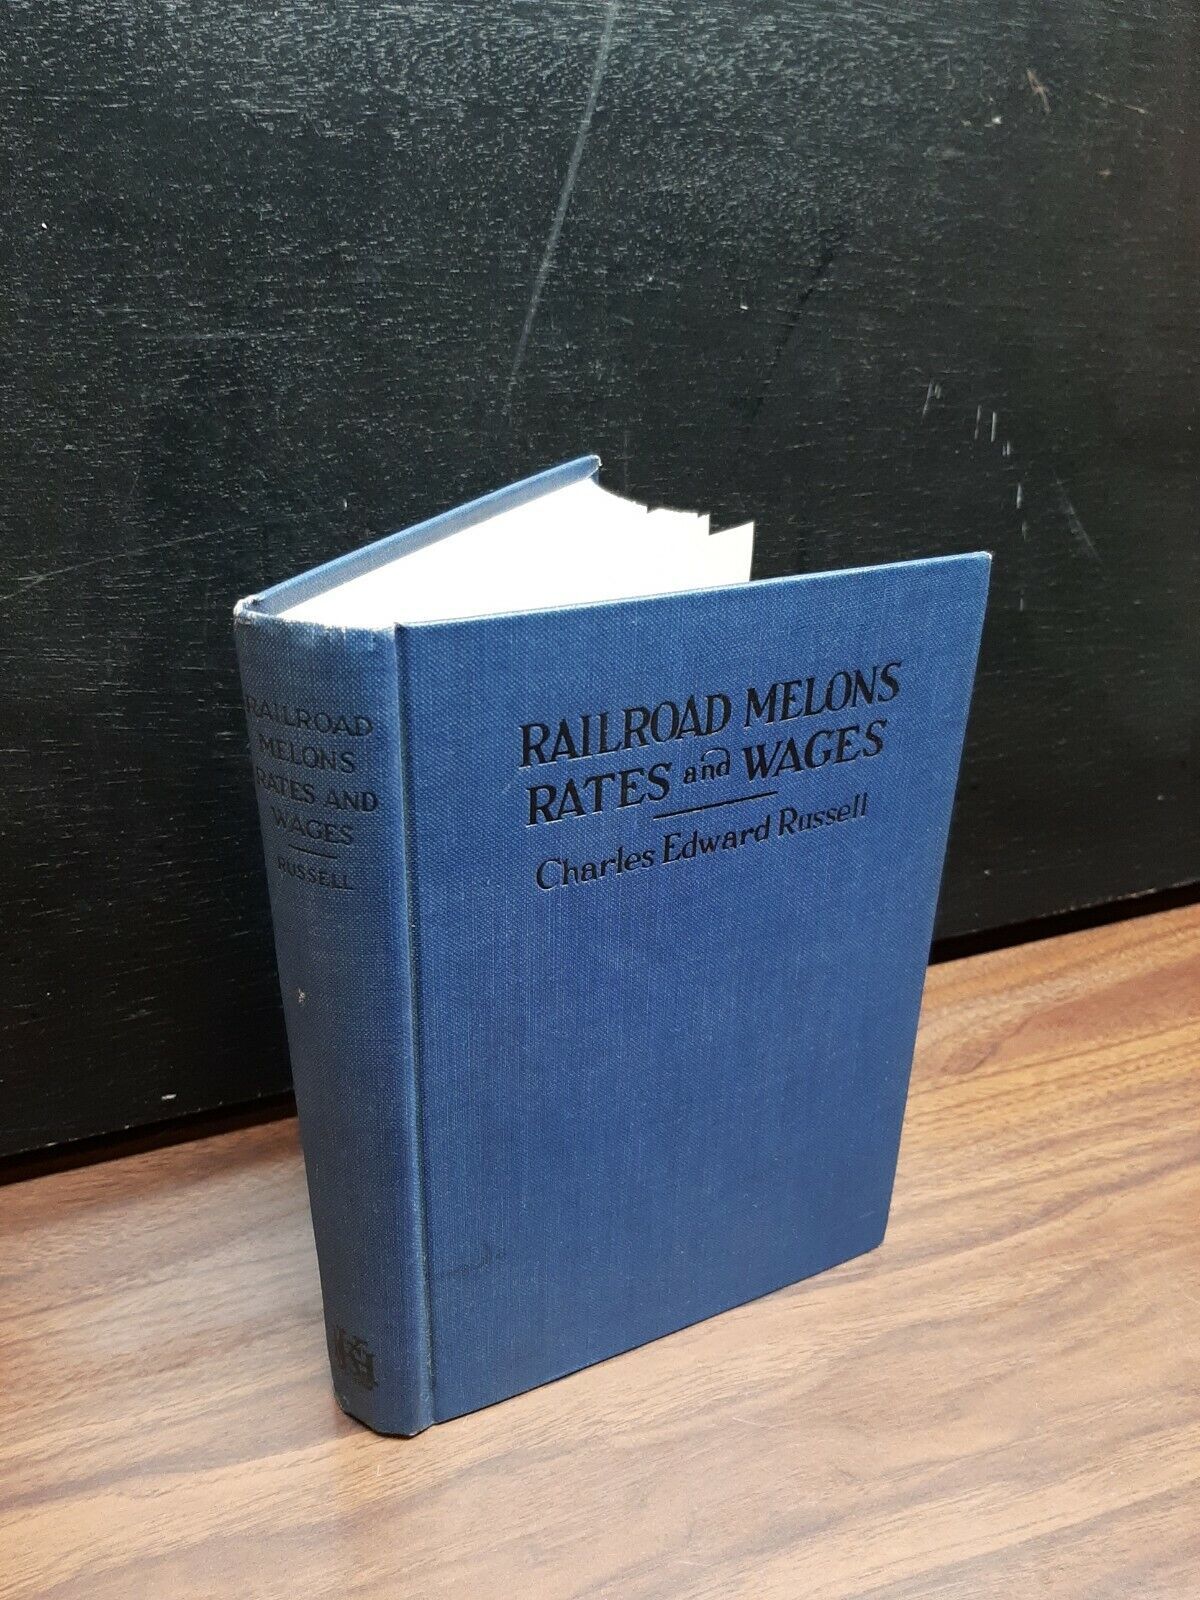 RAILROAD
MELONS
RATES AND
WAGES
RUSSELL
RAILROAD MELONS
RATES and WAGES
Charles Edward Russell